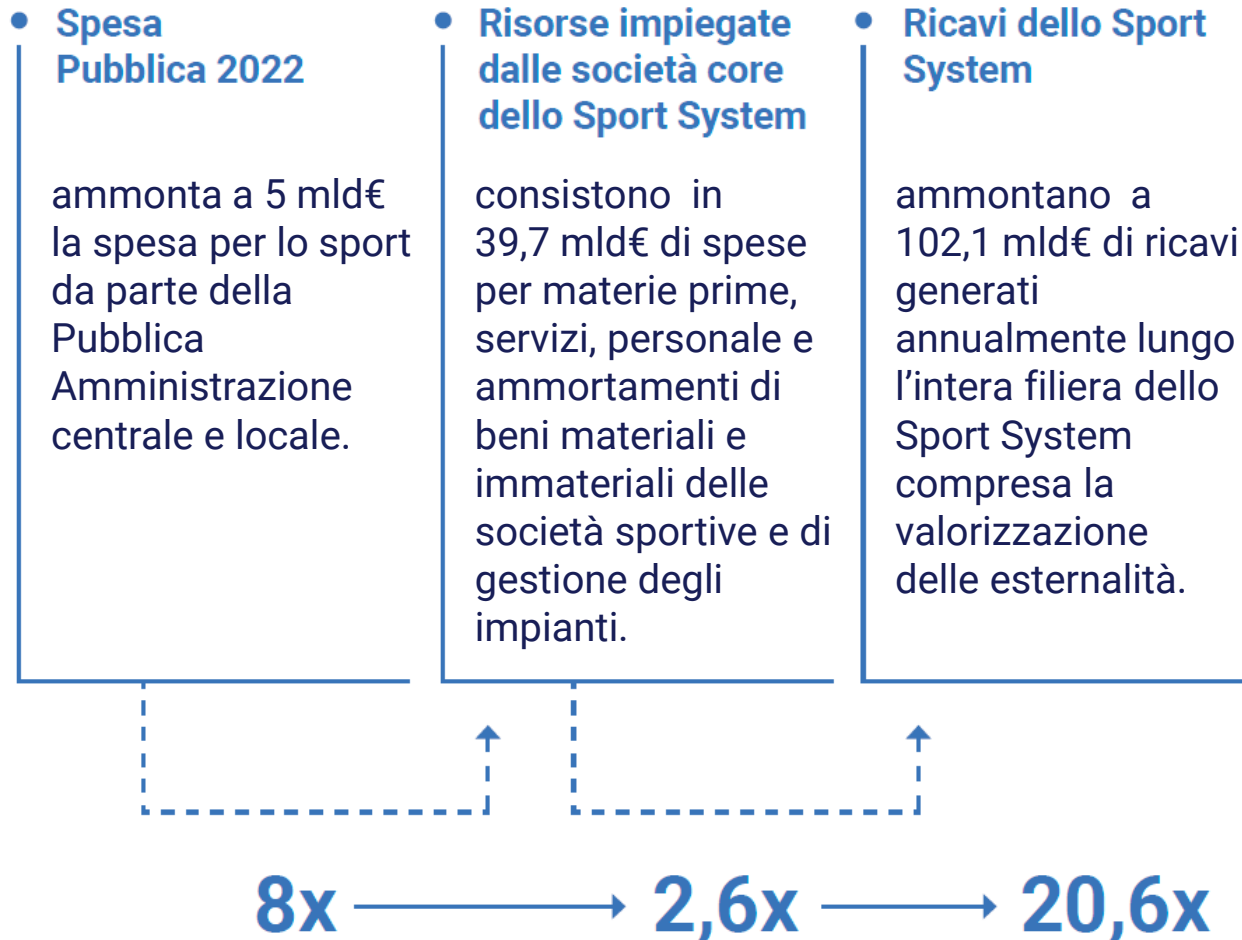 Spesa
Pubblica 2022
ammonta a 5 mld€
la spesa per lo sport
da parte della
Pubblica
Amministrazione
centrale e locale.
Risorse impiegate
dalle società core
dello Sport System
consistono in
39,7 mld€ di spese
per materie prime,
servizi, personale e
ammortamenti di
beni materiali e
immateriali delle
società sportive e di
gestione degli
impianti.
Ricavi dello Sport
System
ammontano a
102,1 mld€ di ricavi
generati
annualmente lungo
l’intera filiera dello
Sport System
compresa la
valorizzazione
delle esternalità.
8x
2,6x
20,6x